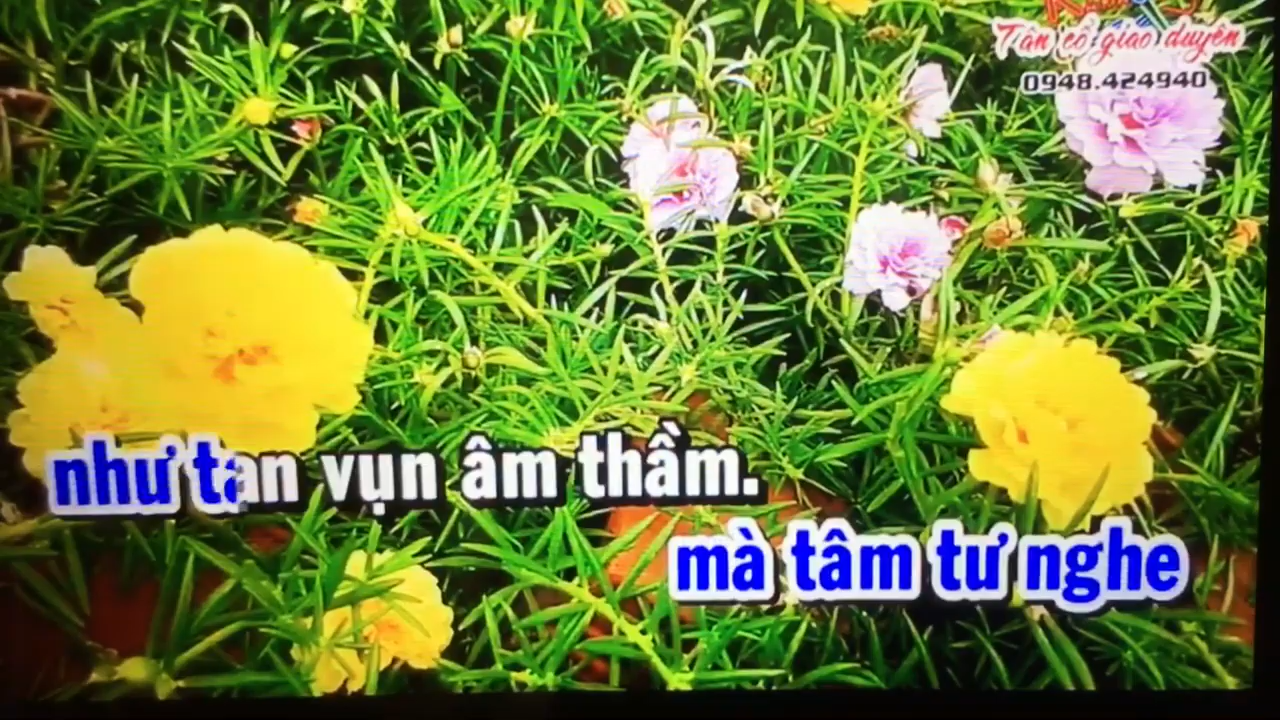 Tân cổ giao duyên
0948.424940
như tan vụn âm thầm.
mà tâm tư nghe